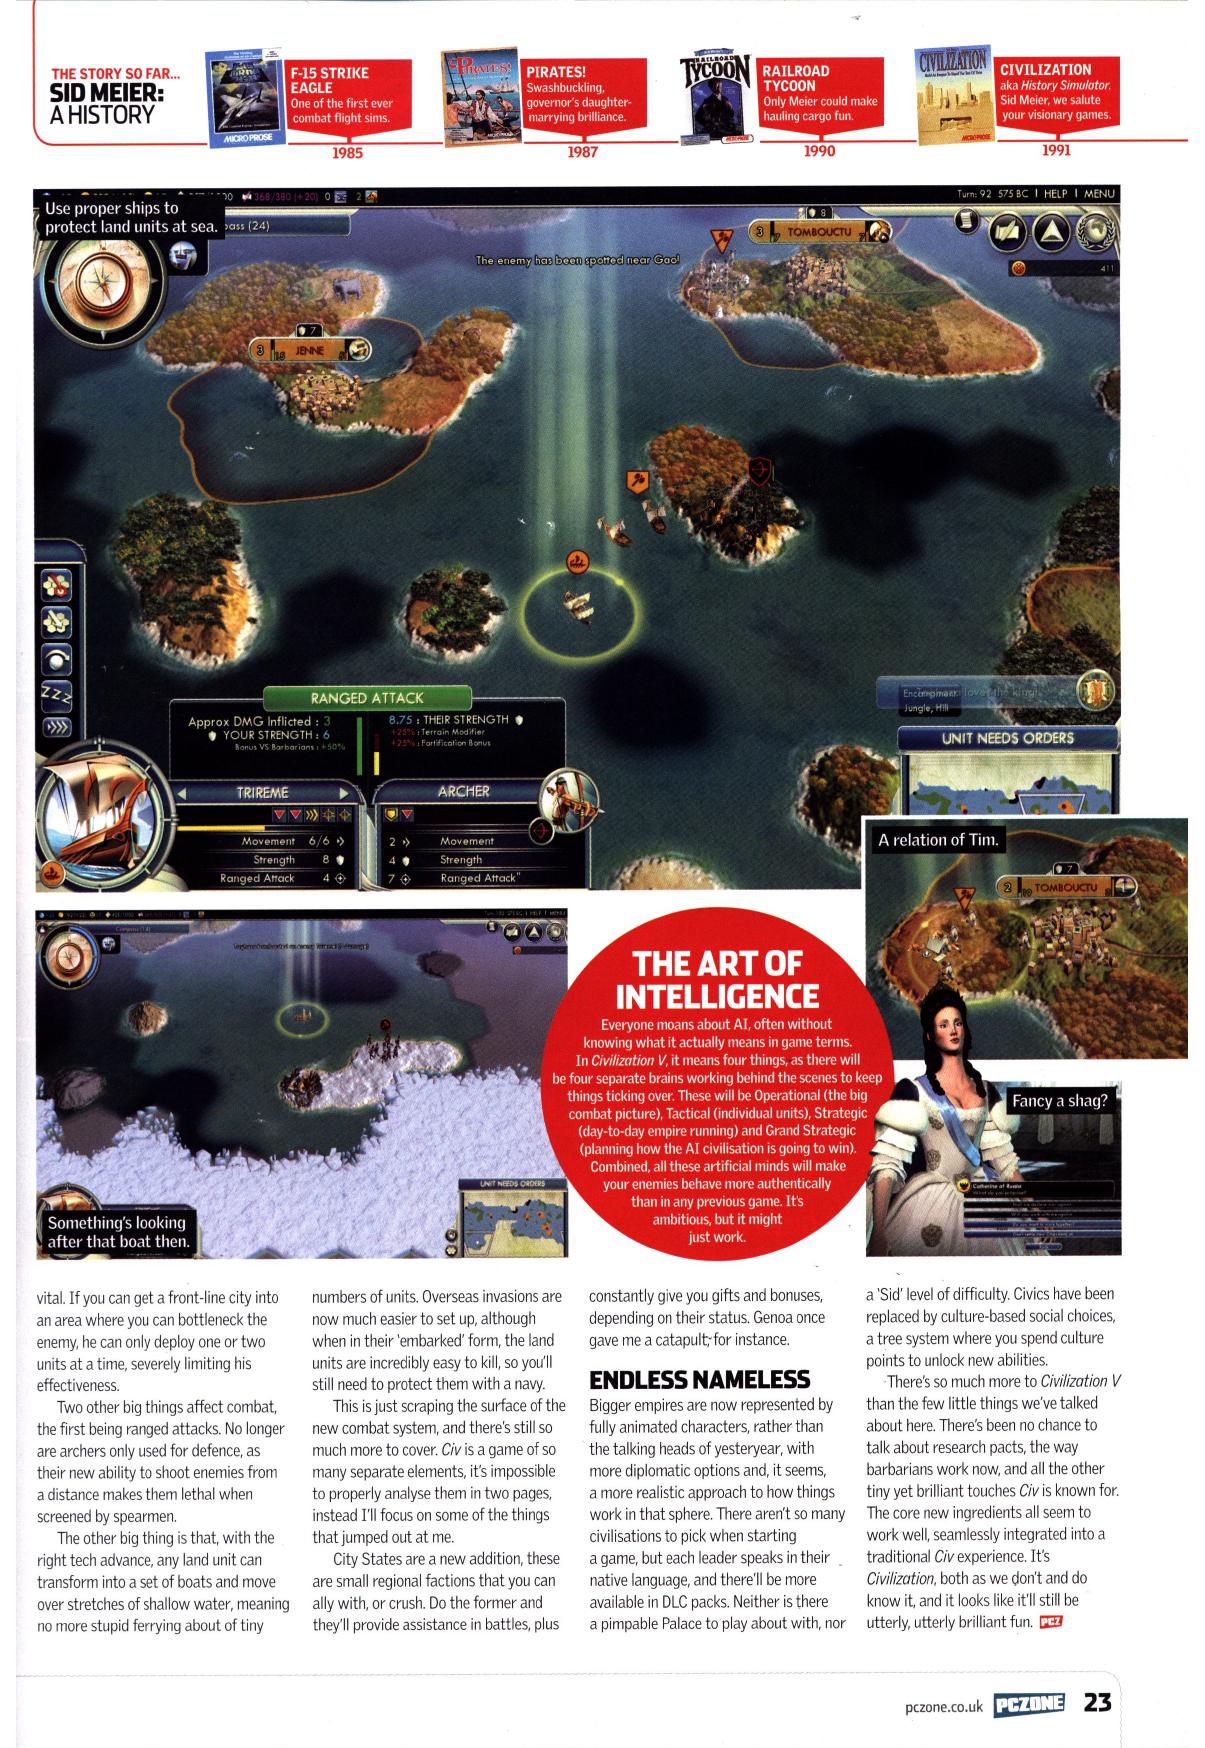 THE STORY SO FAR...
SID MEIER:
A HISTORY
F-15 STRIKE
EAGLE
One of the first ever
combat flight sims.
1985
PIRATES!
Swashbuckling,
governor's daughter-
marrying brilliance.
1987
RAILROAD
TYCOON
Only Meier could make
hauling cargo fun.
1990
CIVILIZATION
aka History Simulator.
Sid Meier, we salute
your visionary games.
1991
MICROPROSE
Pirates!
RAILROAD
TYCOON
CIVILIZATION
MICROPROSE
Use proper ships to
protect land units at sea.
368/380 (+20) 0 2
Turn: 92 575 BC | HELP | MENU
pass (24)
The enemy has been spotted near Gao!
8
3 TOMBOUCTU
411
7
3 JENNE
Jungle, Hill
UNIT NEEDS ORDERS
RANGED ATTACK
Approx DMG Inflicted : 3
YOUR STRENGTH : 6
Bonus VS Barbarians : +50%
8.75 : THEIR STRENGTH
+25% : Terrain Modifier
+25% : Fortification Bonus
TRIREME
Movement 6/6
Strength 8
Ranged Attack 4
ARCHER
2 Movement
4 Strength
7 Ranged Attack
A relation of Tim.
7
2 TOMBOUCTU
UNIT NEEDS ORDERS
Something's looking
after that boat then.
THE ART OF
INTELLIGENCE
Everyone moans about AI, often without
knowing what it actually means in game terms.
In Civilization V, it means four things, as there will
be four separate brains working behind the scenes to keep
things ticking over. These will be Operational (the big
combat picture), Tactical (individual units), Strategic
(day-to-day empire running) and Grand Strategic
(planning how the AI civilisation is going to win).
Combined, all these artificial minds will make
your enemies behave more authentically
than in any previous game. It's
ambitious, but it might
just work.
Fancy a shag?
Catherine of Russia
vital. If you can get a front-line city into
an area where you can bottleneck the
enemy, he can only deploy one or two
units at a time, severely limiting his
effectiveness.
Two other big things affect combat,
the first being ranged attacks. No longer
are archers only used for defence, as
their new ability to shoot enemies from
a distance makes them lethal when
screened by spearmen.
The other big thing is that, with the
right tech advance, any land unit can
transform into a set of boats and move
over stretches of shallow water, meaning
no more stupid ferrying about of tiny
numbers of units. Overseas invasions are
now much easier to set up, although
when in their 'embarked' form, the land
units are incredibly easy to kill, so you'll
still need to protect them with a navy.
This is just scraping the surface of the
new combat system, and there's still so
much more to cover. Civ is a game of so
many separate elements, it's impossible
to properly analyse them in two pages,
instead I'll focus on some of the things
that jumped out at me.
City States are a new addition, these
are small regional factions that you can
ally with, or crush. Do the former and
they'll provide assistance in battles, plus
constantly give you gifts and bonuses,
depending on their status. Genoa once
gave me a catapult, for instance.
ENDLESS NAMELESS
Bigger empires are now represented by
fully animated characters, rather than
the talking heads of yesteryear, with
more diplomatic options and, it seems,
a more realistic approach to how things
work in that sphere. There aren't so many
civilisations to pick when starting
a game, but each leader speaks in their
native language, and there'll be more
available in DLC packs. Neither is there
a pimpable Palace to play about with, nor
a 'Sid' level of difficulty. Civics have been
replaced by culture-based social choices,
a tree system where you spend culture
points to unlock new abilities.
There's so much more to Civilization V
than the few little things we've talked
about here. There's been no chance to
talk about research pacts, the way
barbarians work now, and all the other
tiny yet brilliant touches Civ is known for.
The core new ingredients all seem to
work well, seamlessly integrated into a
traditional Civ experience. It's
Civilization, both as we don't and do
know it, and it looks like it'll still be
utterly, utterly brilliant fun. PCZ
pczone.co.uk PCZONE 23